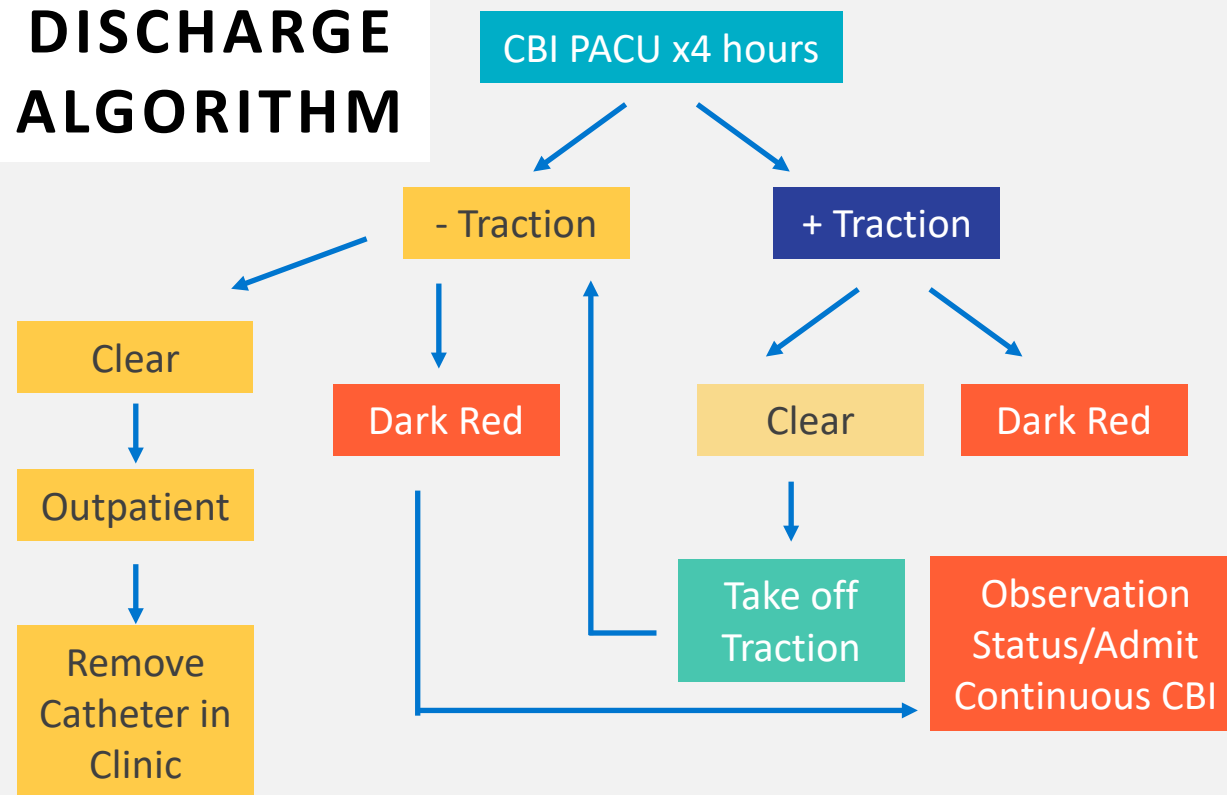 DISCHARGE
ALGORITHM
CBI PACU x4 hours
- Traction
+ Traction
Clear
Dark Red
Clear
Dark Red
Outpatient
Take off
Traction
Observation
Status/Admit
Continuous CBI
Remove
Catheter in
Clinic